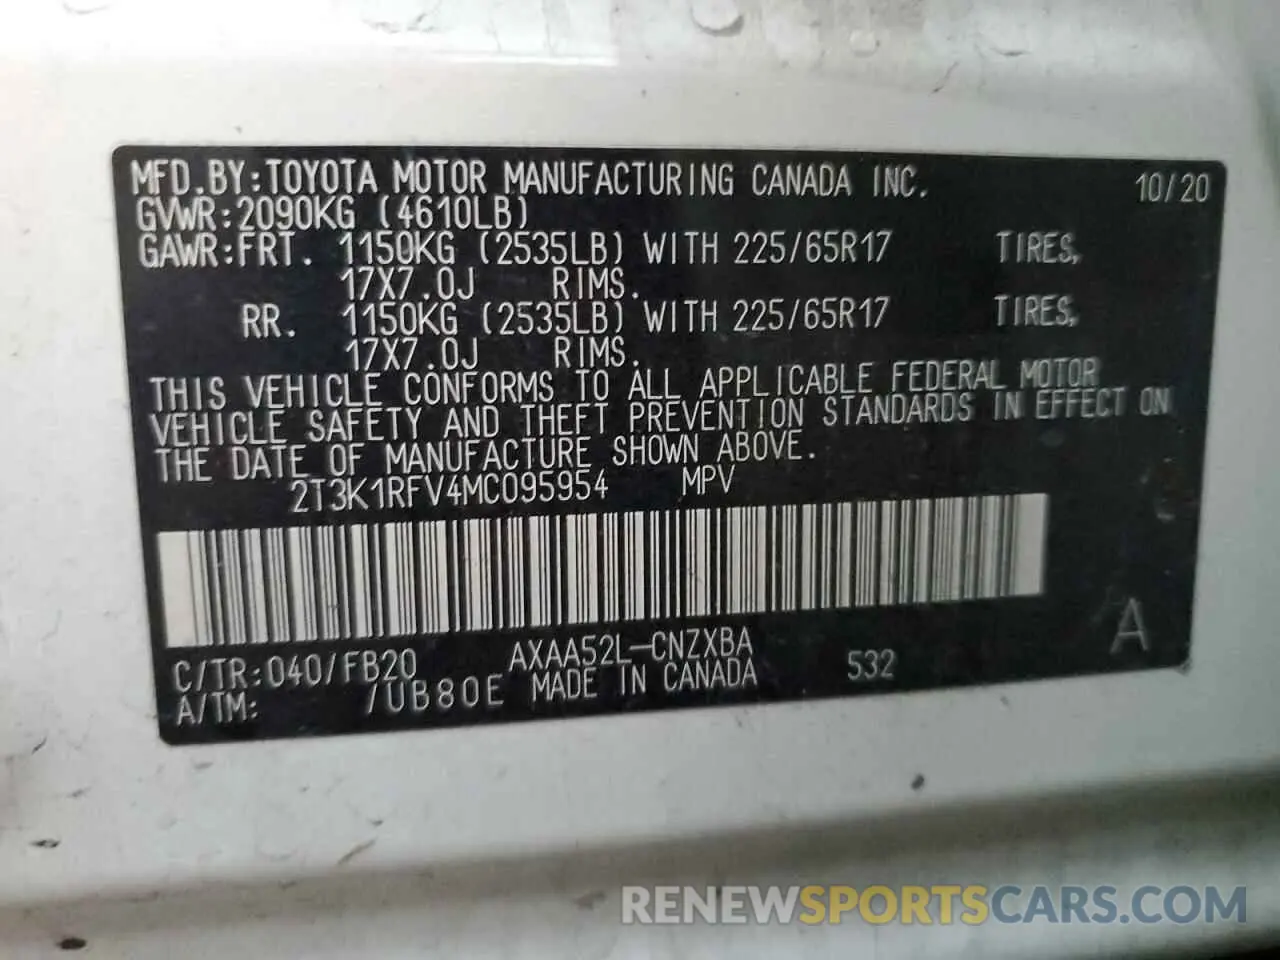 MFD.BY:TOYOTA MOTOR MANUFACTURING CANADA INC. 10/20
GVWR:2090KG (4610LB)
GAWR:FRT. 1150KG (2535LB) WITH 225/65R17 TIRES,
17X7.0J RIMS.
RR. 1150KG (2535LB) WITH 225/65R17 TIRES,
17X7.0J RIMS.
THIS VEHICLE CONFORMS TO ALL APPLICABLE FEDERAL MOTOR
VEHICLE SAFETY AND THEFT PREVENTION STANDARDS IN EFFECT ON
THE DATE OF MANUFACTURE SHOWN ABOVE.
2T3K1RFV4MC095954 MPV
C/TR:040/FB20 AXAA52L-CNZXBA 532 A
A/TM: /UB80E MADE IN CANADA
RENEWSPORTSCARS.COM